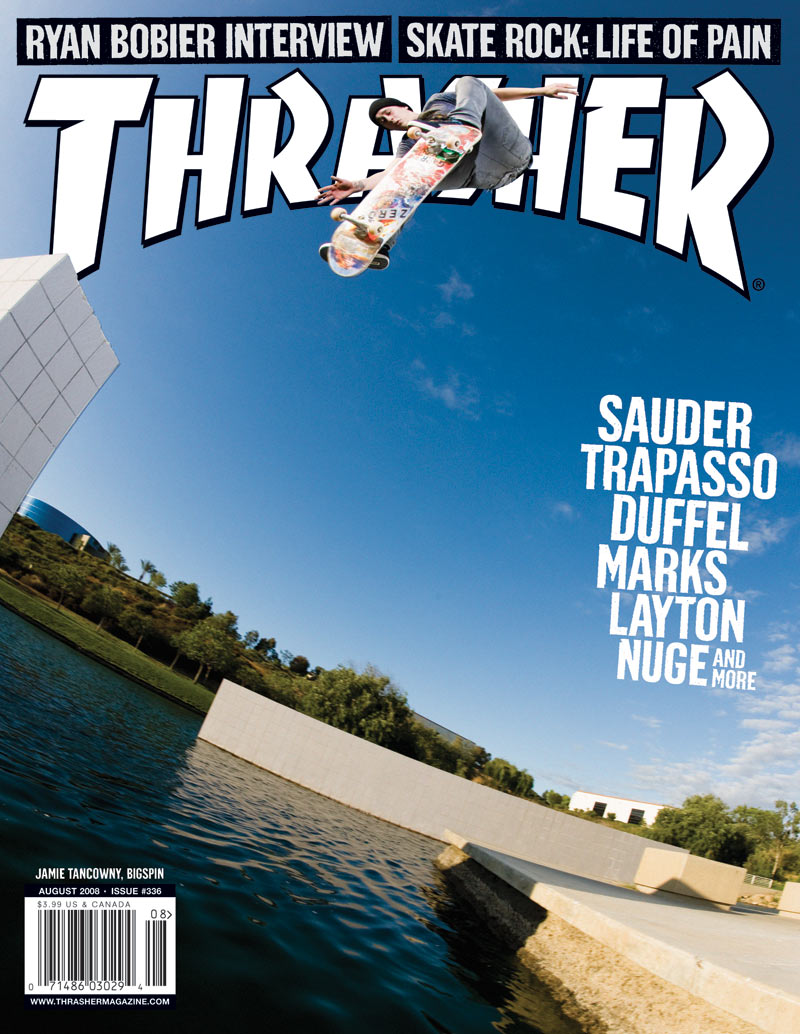 RYAN BOBIER INTERVIEW SKATE ROCK: LIFE OF PAIN
THRASHER®
ZERO
SAUDER
TRAPASSO
DUFFEL
MARKS
LAYTON
NUGE AND MORE
JAMIE TANCOWNY, BIGSPIN
AUGUST 2008 · ISSUE #336
$3.99 US & CANADA
08>
0 71486 03029 4
WWW.THRASHERMAGAZINE.COM